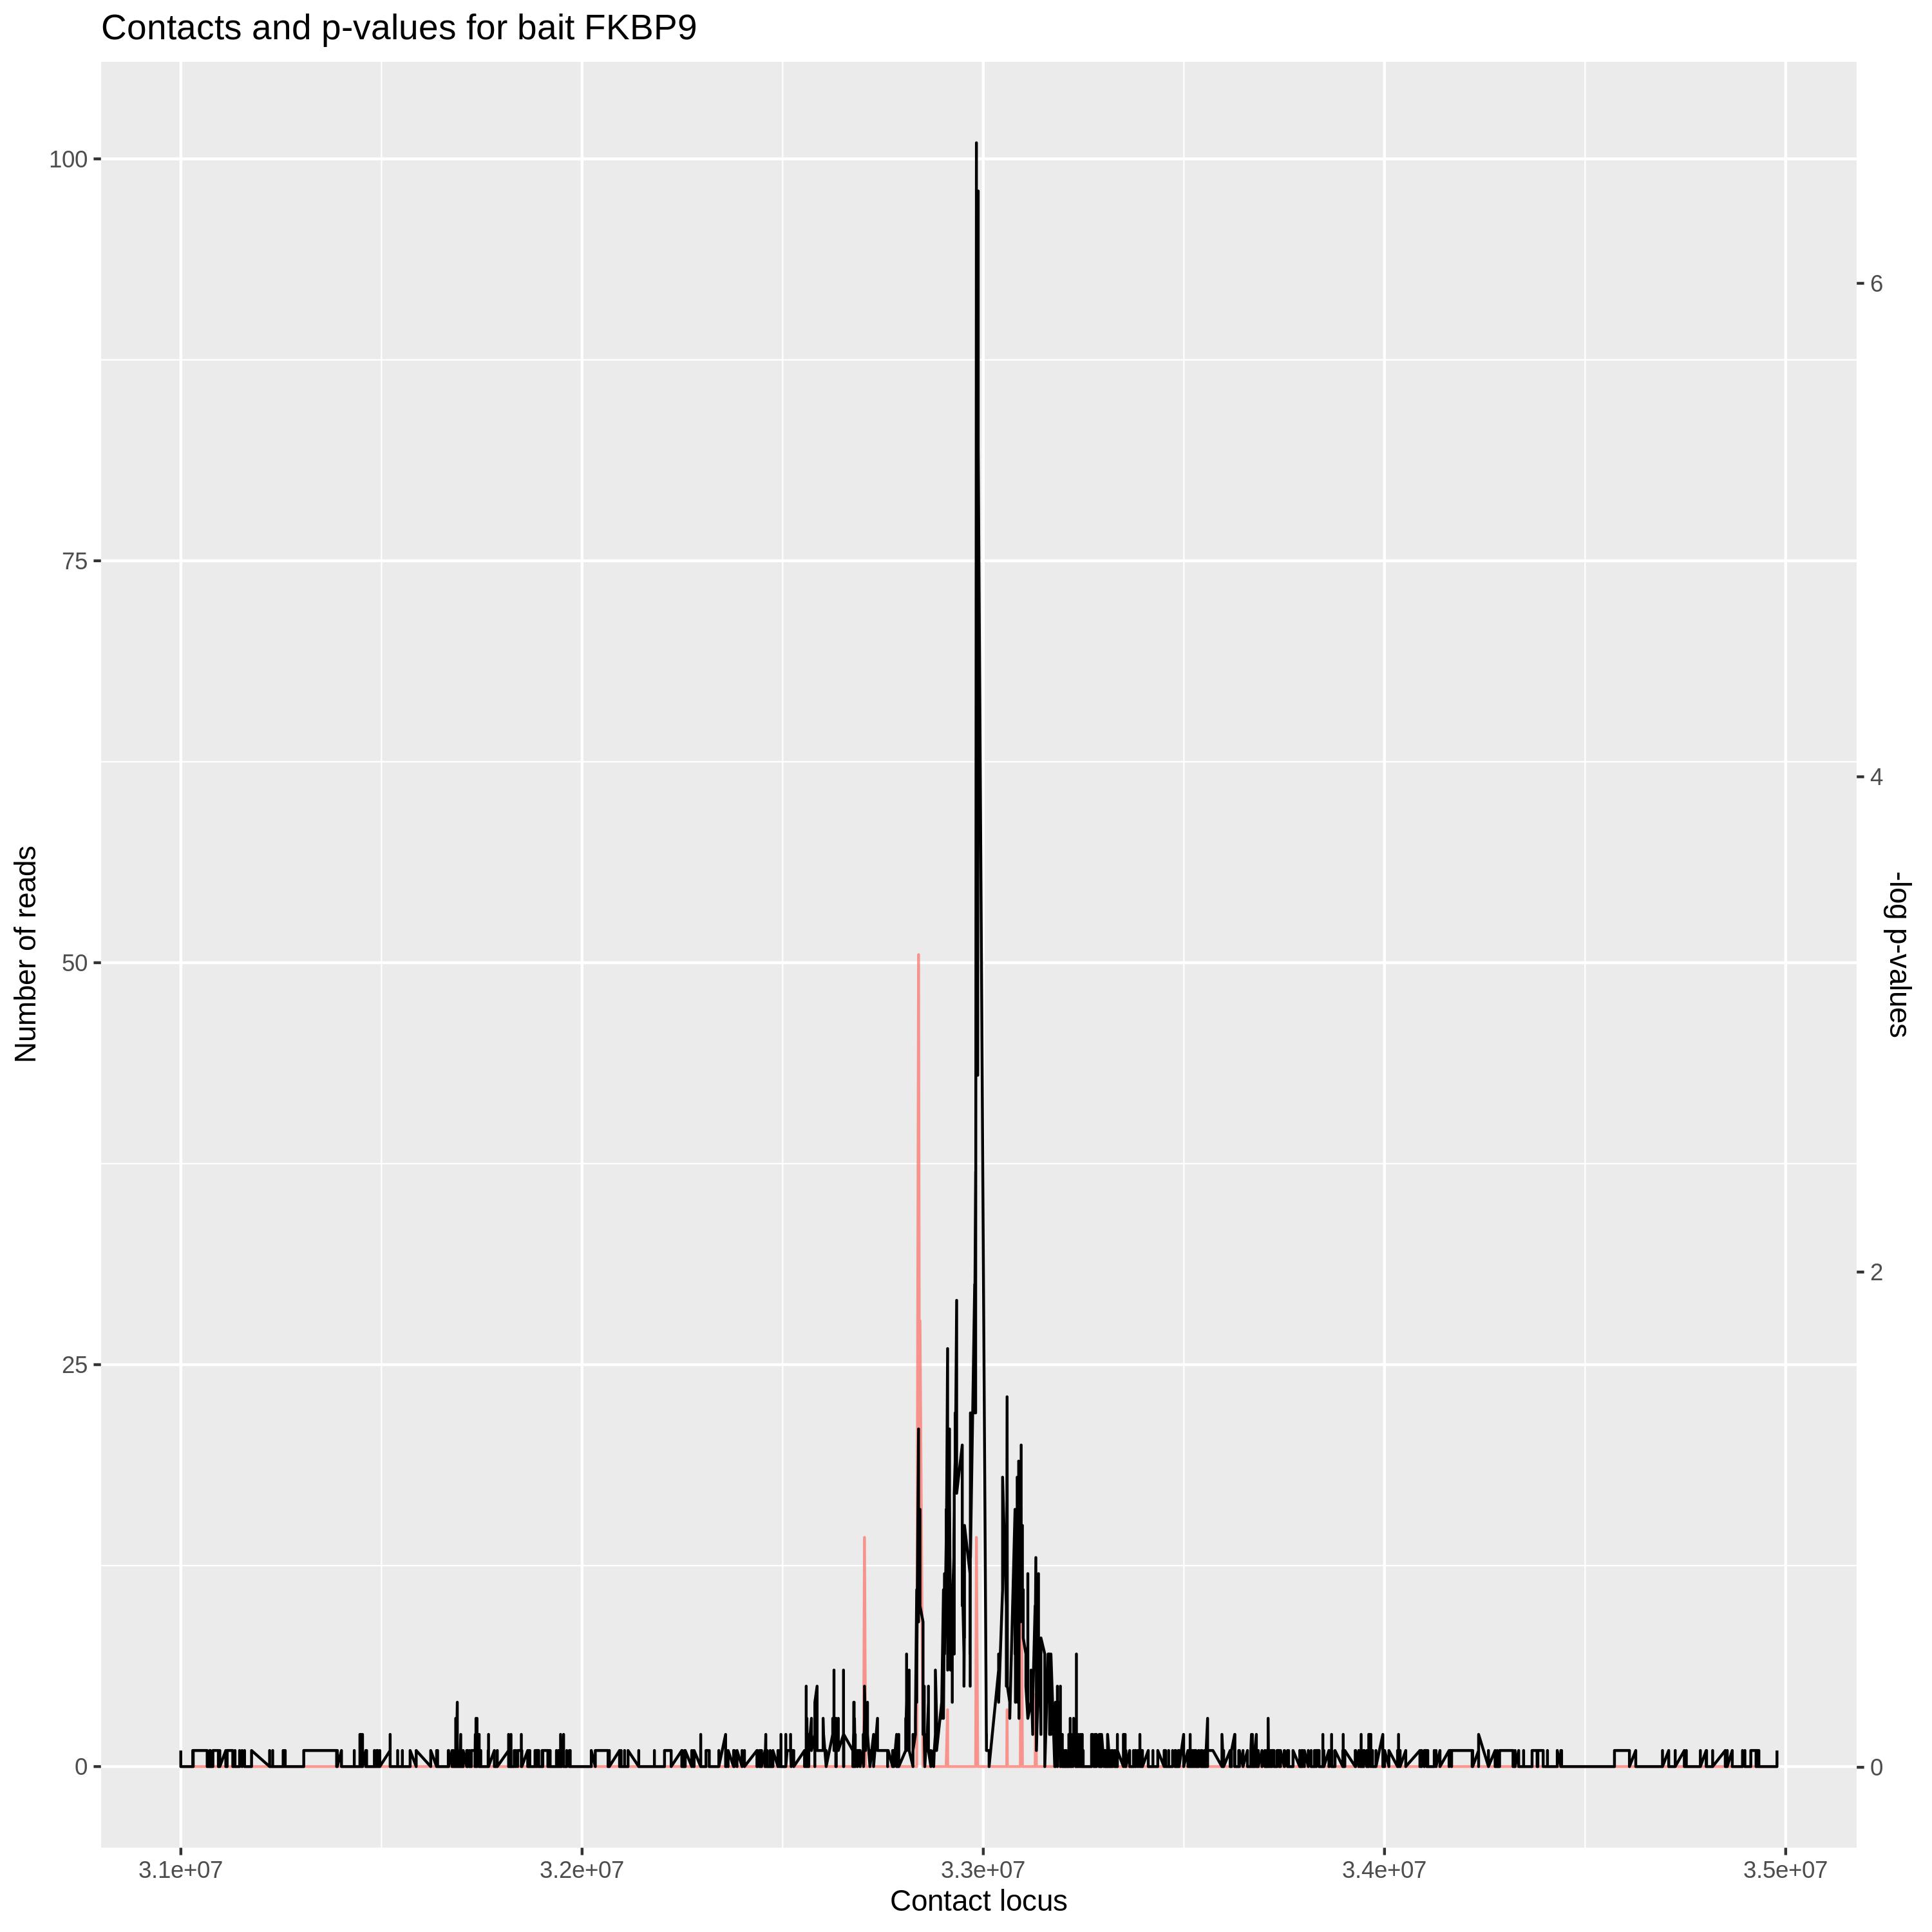 Contacts and p-values for bait FKBP9
100
75
50
25
0
Number of reads
6
4
2
0
-log p-values
3.1e+07
3.2e+07
3.3e+07
3.4e+07
3.5e+07
Contact locus